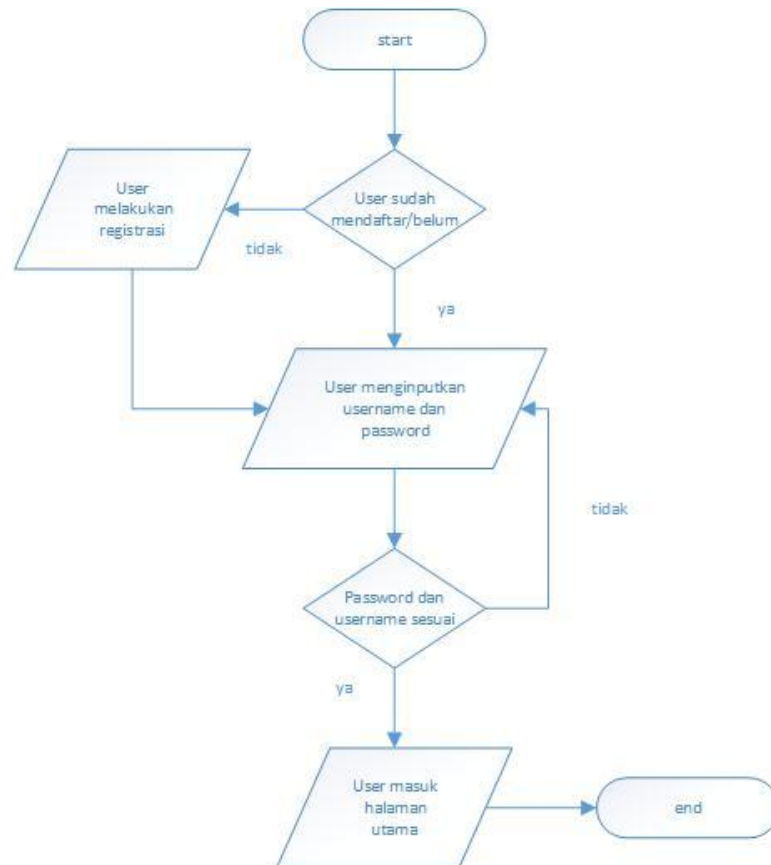 start
User
melakukan
registrasi
User sudah
mendaftar/belum
tidak
ya
User menginputkan
username dan
password
tidak
Password dan
username sesuai
ya
User masuk
halaman
utama
end